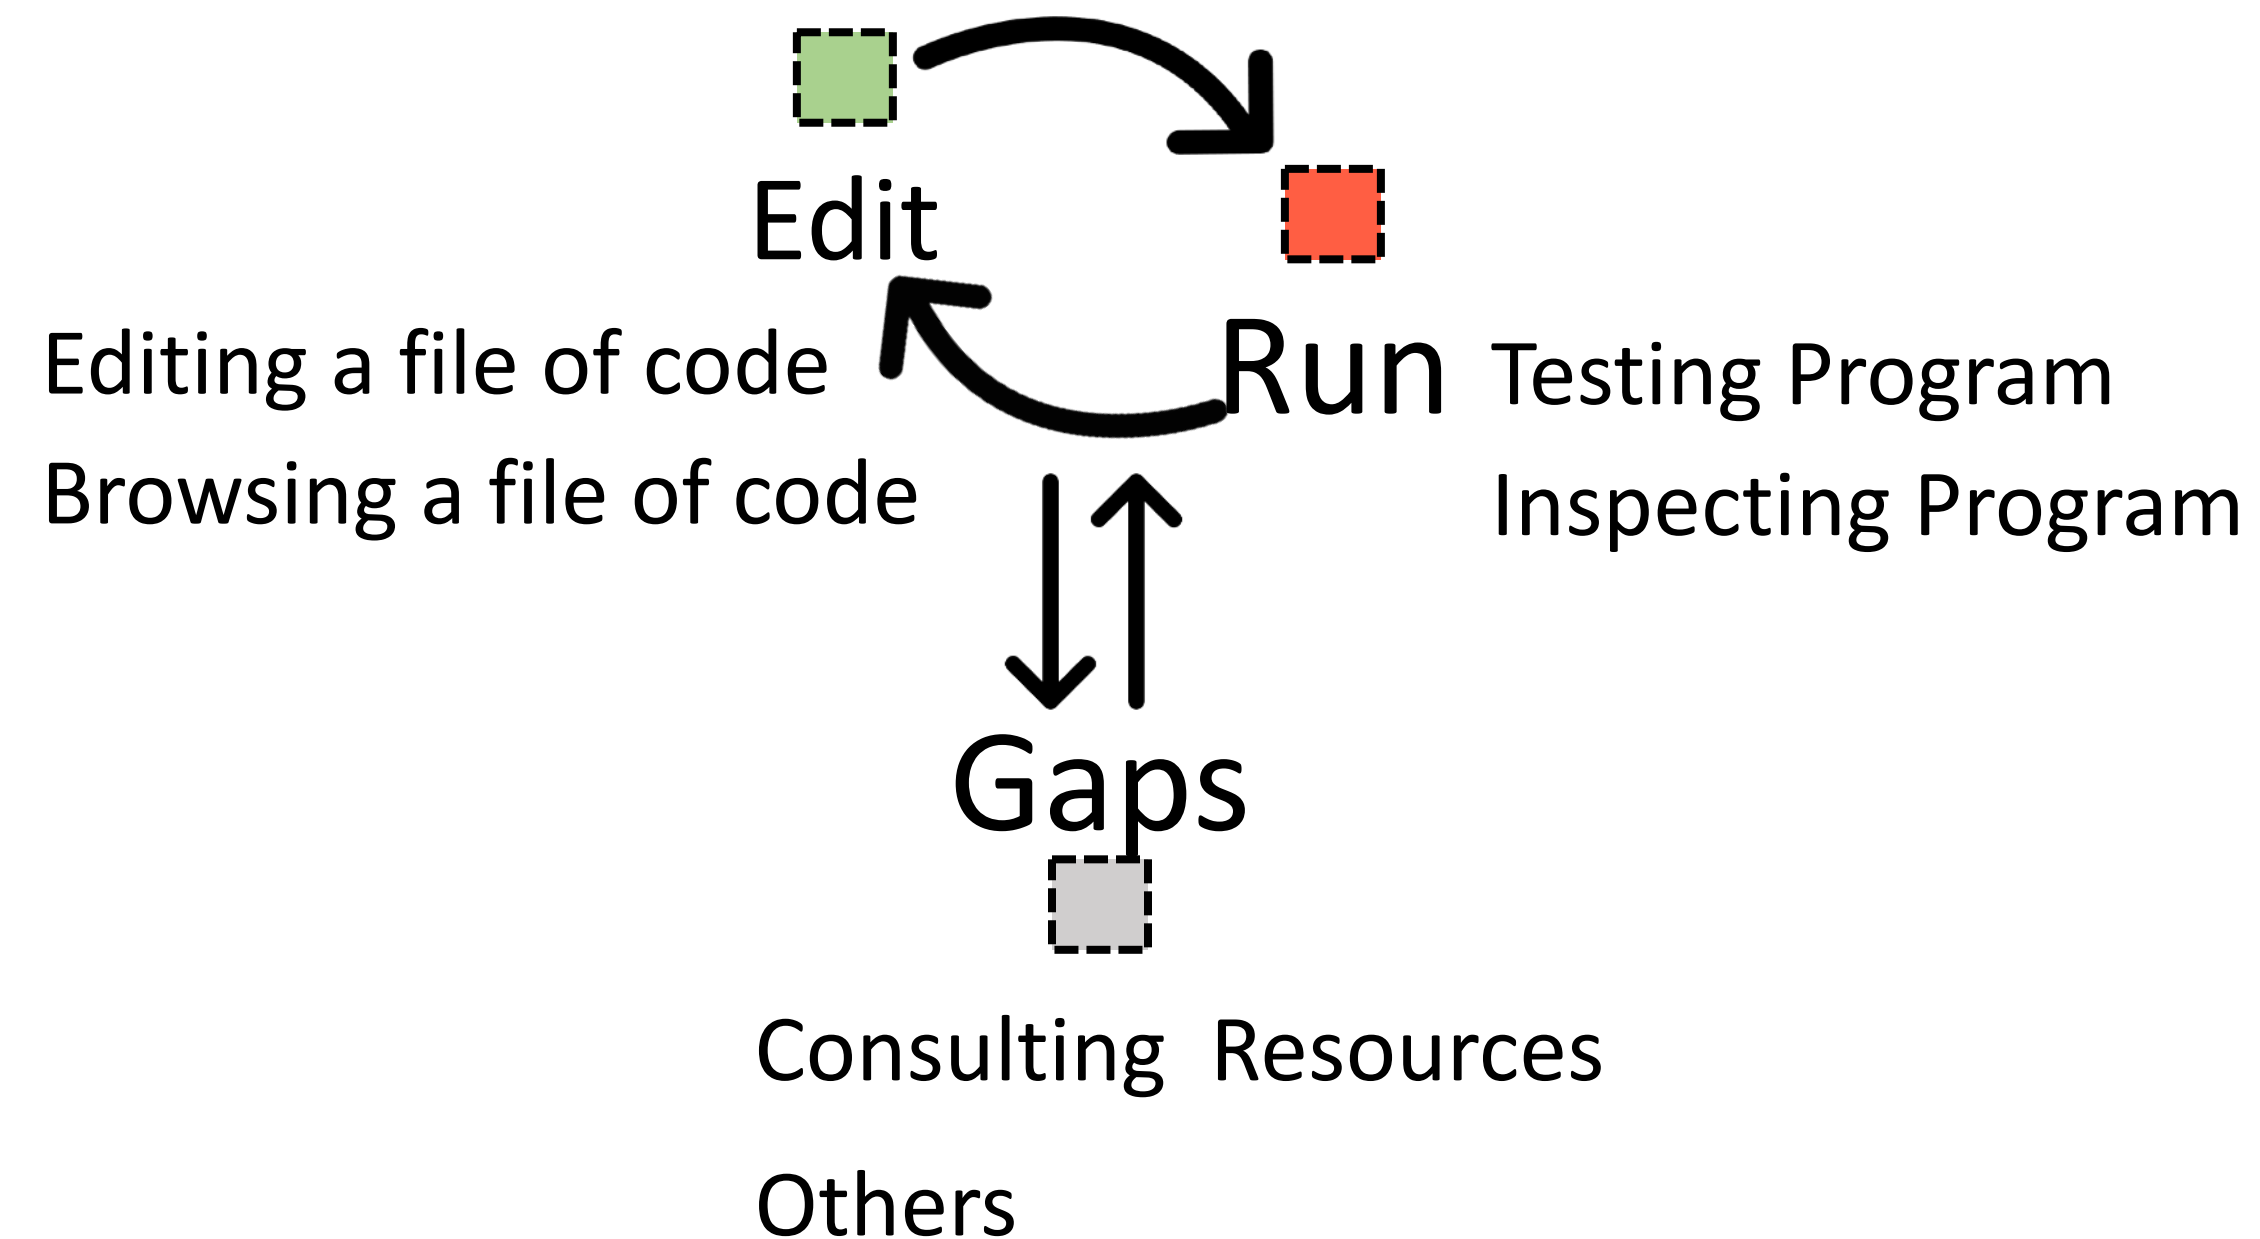 Edit
Run
Editing a file of code
Browsing a file of code
Testing Program
Inspecting Program
Gaps
Consulting Resources
Others